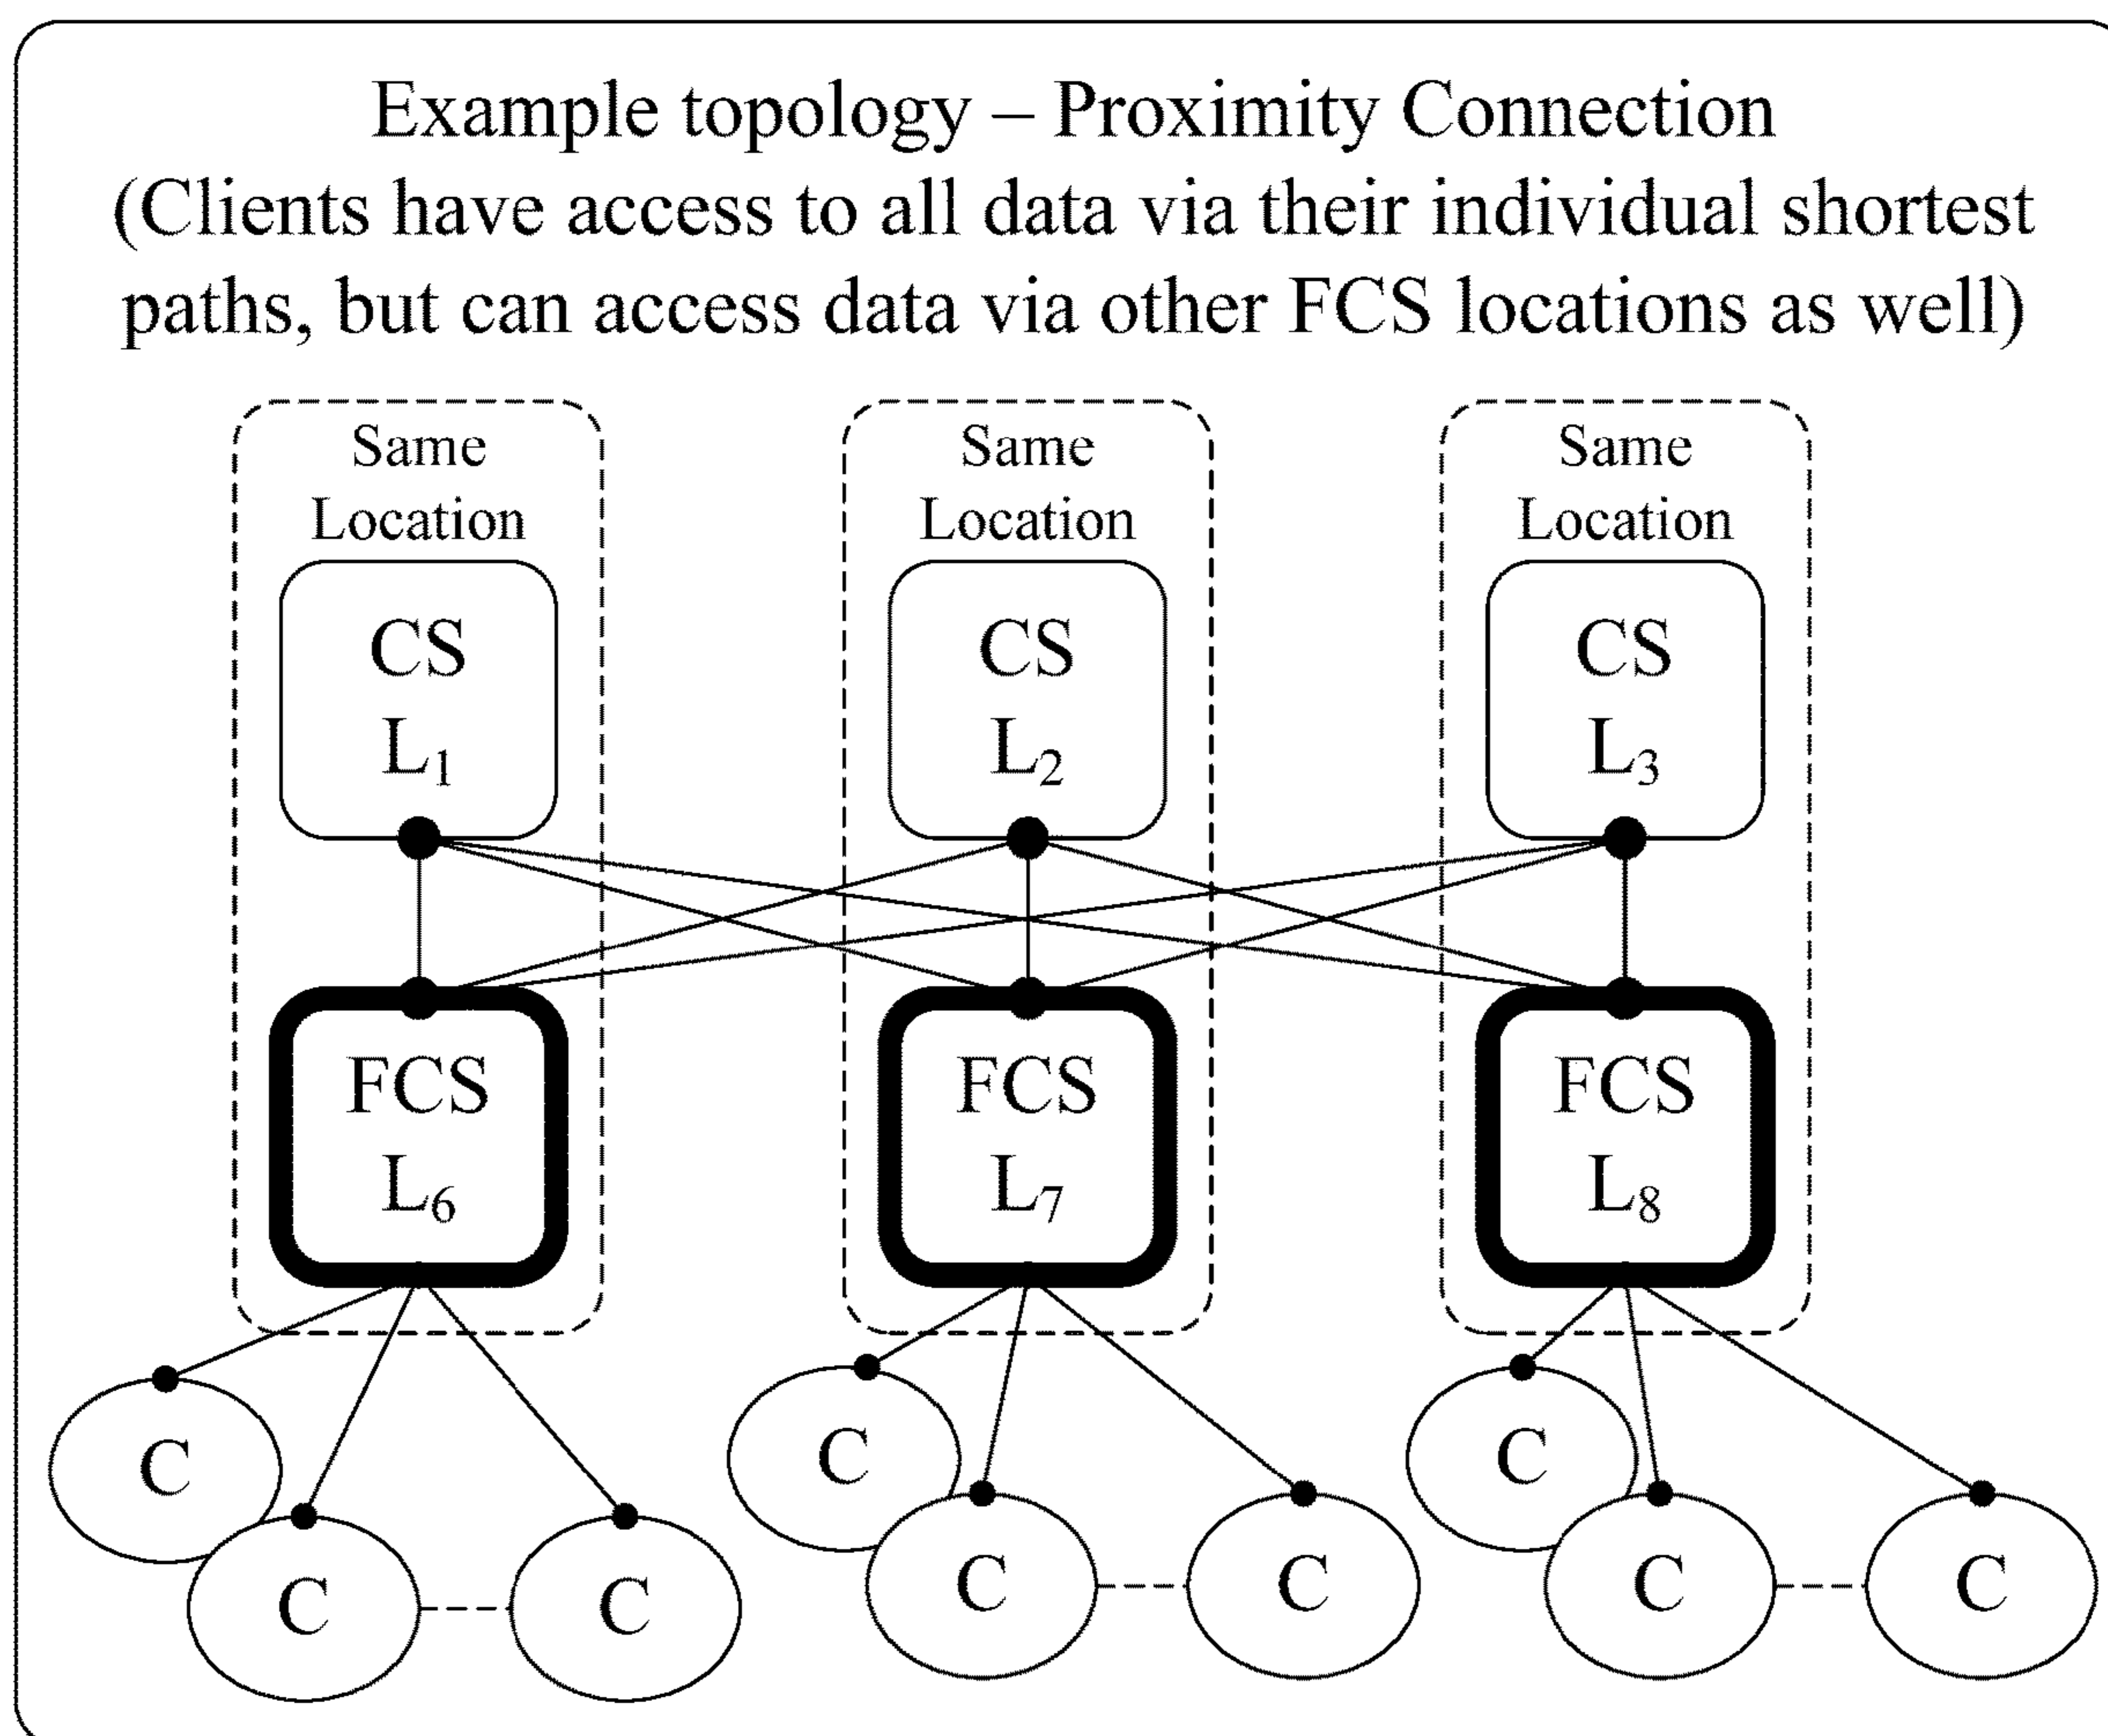 Example topology – Proximity Connection
(Clients have access to all data via their individual shortest
paths, but can access data via other FCS locations as well)
Same
Location
CS
L₁
Same
Location
CS
L₂
Same
Location
CS
L₃
FCS
L₆
FCS
L₇
FCS
L₈
C
C
C
C
C
C
C
C
C